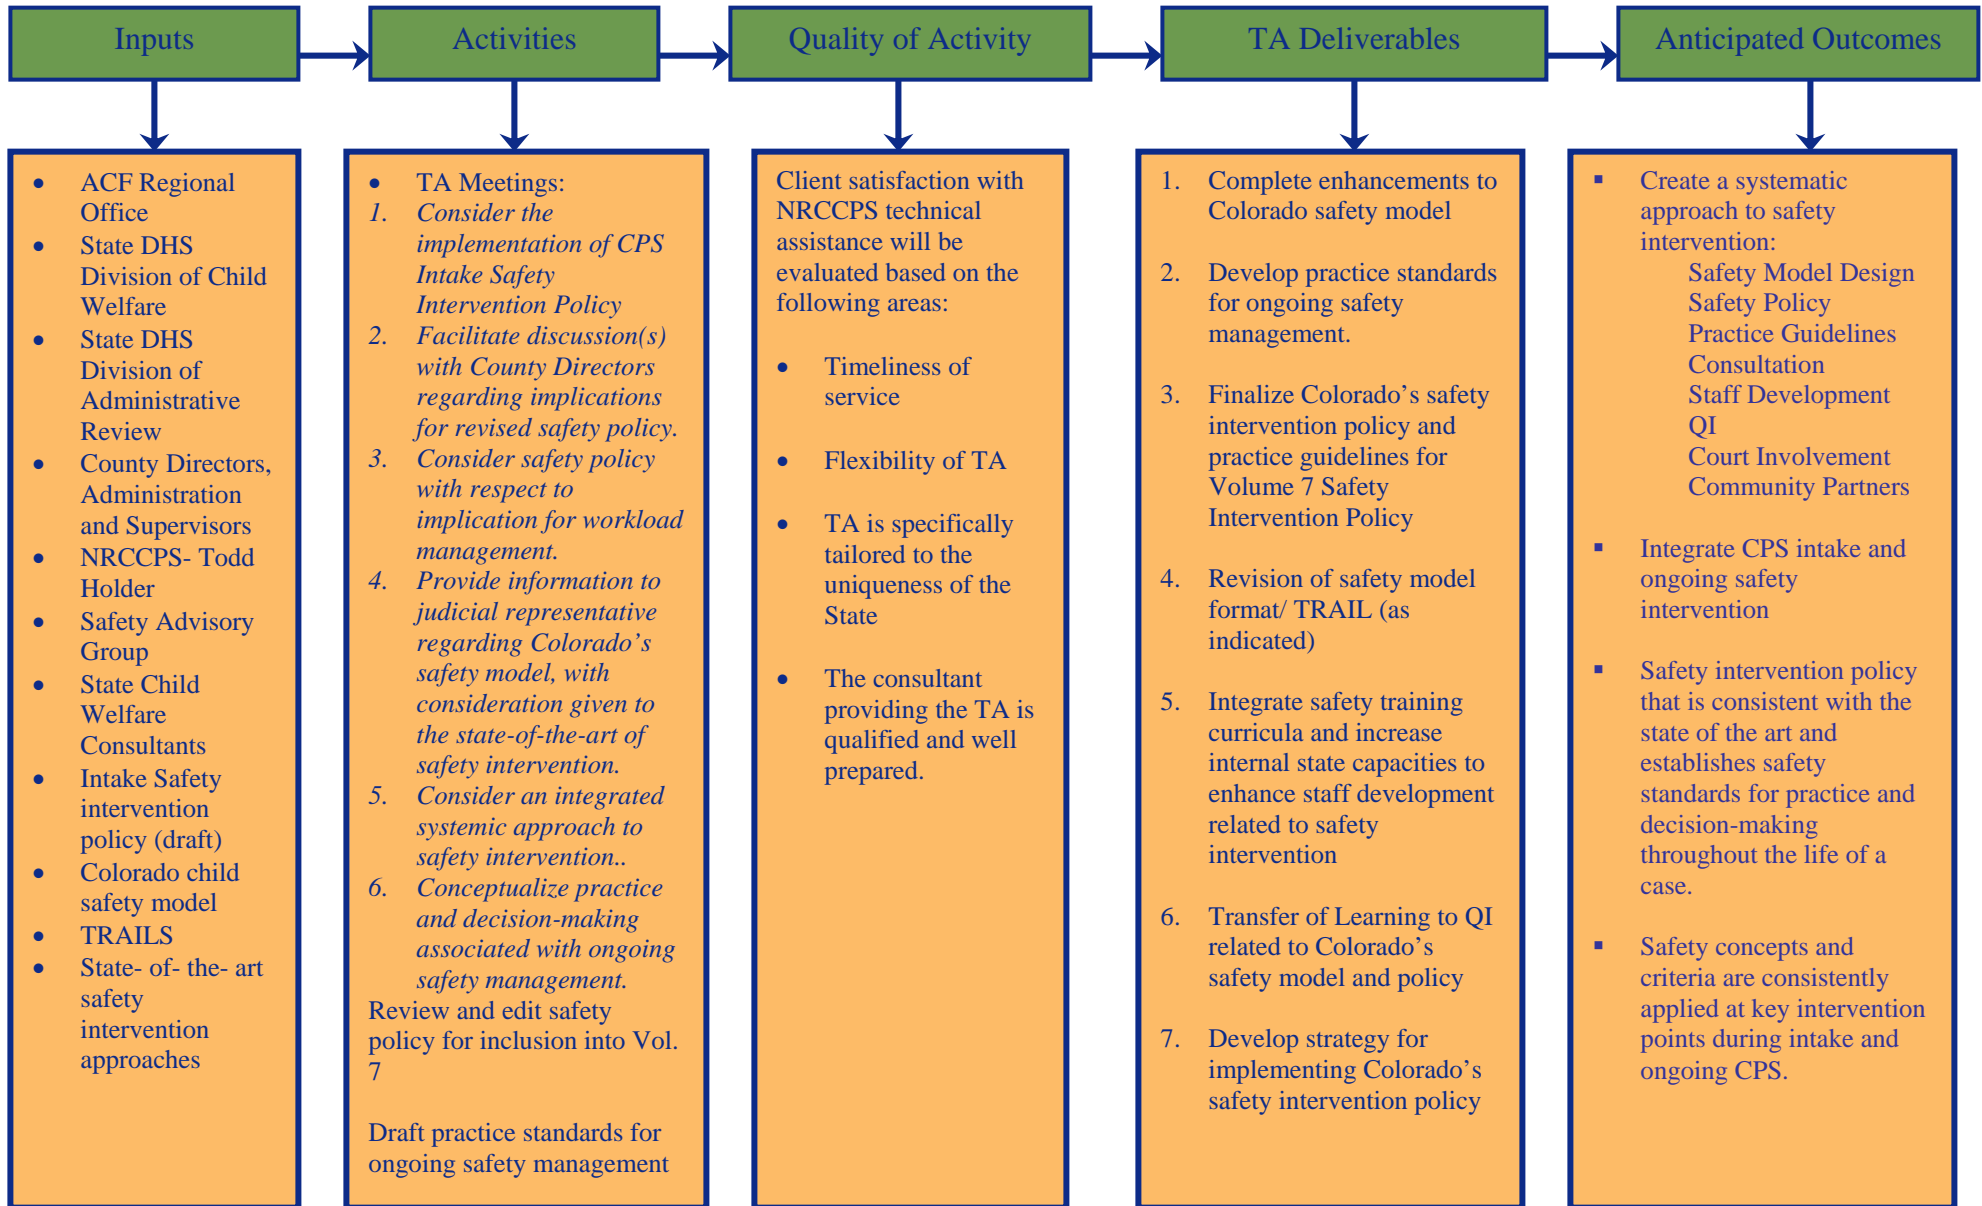 Inputs
Activities
Quality of Activity
TA Deliverables
Anticipated Outcomes
• ACF Regional
Office
• State DHS
Division of Child
Welfare
• State DHS
Division of
Administrative
Review
• County Directors,
Administration
and Supervisors
• NRCCPS- Todd
Holder
• Safety Advisory
Group
• State Child
Welfare
Consultants
• Intake Safety
intervention
policy (draft)
• Colorado child
safety model
• TRAILS
• State- of- the- art
safety
intervention
approaches
• TA Meetings:
1. Consider the
implementation of CPS
Intake Safety
Intervention Policy
2. Facilitate discussion(s)
with County Directors
regarding implications
for revised safety policy.
3. Consider safety policy
with respect to
implication for workload
management.
4. Provide information to
judicial representative
regarding Colorado’s
safety model, with
consideration given to
the state-of-the-art of
safety intervention.
5. Consider an integrated
systemic approach to
safety intervention..
6. Conceptualize practice
and decision-making
associated with ongoing
safety management.
Review and edit safety
policy for inclusion into Vol.
7
Draft practice standards for
ongoing safety management
Client satisfaction with
NRCCPS technical
assistance will be
evaluated based on the
following areas:
• Timeliness of
service
• Flexibility of TA
• TA is specifically
tailored to the
uniqueness of the
State
• The consultant
providing the TA is
qualified and well
prepared.
1. Complete enhancements to
Colorado safety model
2. Develop practice standards
for ongoing safety
management.
3. Finalize Colorado’s safety
intervention policy and
practice guidelines for
Volume 7 Safety
Intervention Policy
4. Revision of safety model
format/ TRAIL (as
indicated)
5. Integrate safety training
curricula and increase
internal state capacities to
enhance staff development
related to safety
intervention
6. Transfer of Learning to QI
related to Colorado’s
safety model and policy
7. Develop strategy for
implementing Colorado’s
safety intervention policy
▪ Create a systematic
approach to safety
intervention:
Safety Model Design
Safety Policy
Practice Guidelines
Consultation
Staff Development
QI
Court Involvement
Community Partners
▪ Integrate CPS intake and
ongoing safety
intervention
▪ Safety intervention policy
that is consistent with the
state of the art and
establishes safety
standards for practice and
decision-making
throughout the life of a
case.
▪ Safety concepts and
criteria are consistently
applied at key intervention
points during intake and
ongoing CPS.